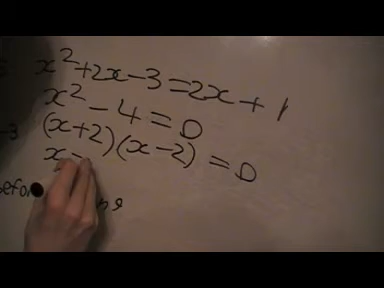 x²+2x-3=2x+1
x²-4=0
(x+2)(x-2)=0
x=